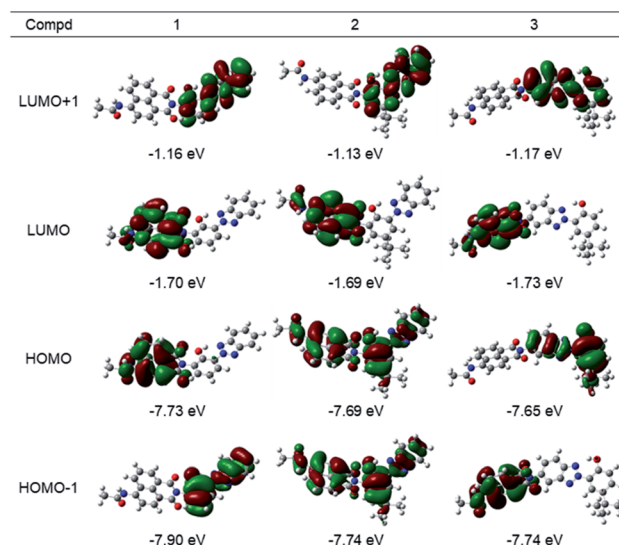 Compd 1 2 3
LUMO+1
-1.16 eV -1.13 eV -1.17 eV
LUMO
-1.70 eV -1.69 eV -1.73 eV
HOMO
-7.73 eV -7.69 eV -7.65 eV
HOMO-1
-7.90 eV -7.74 eV -7.74 eV